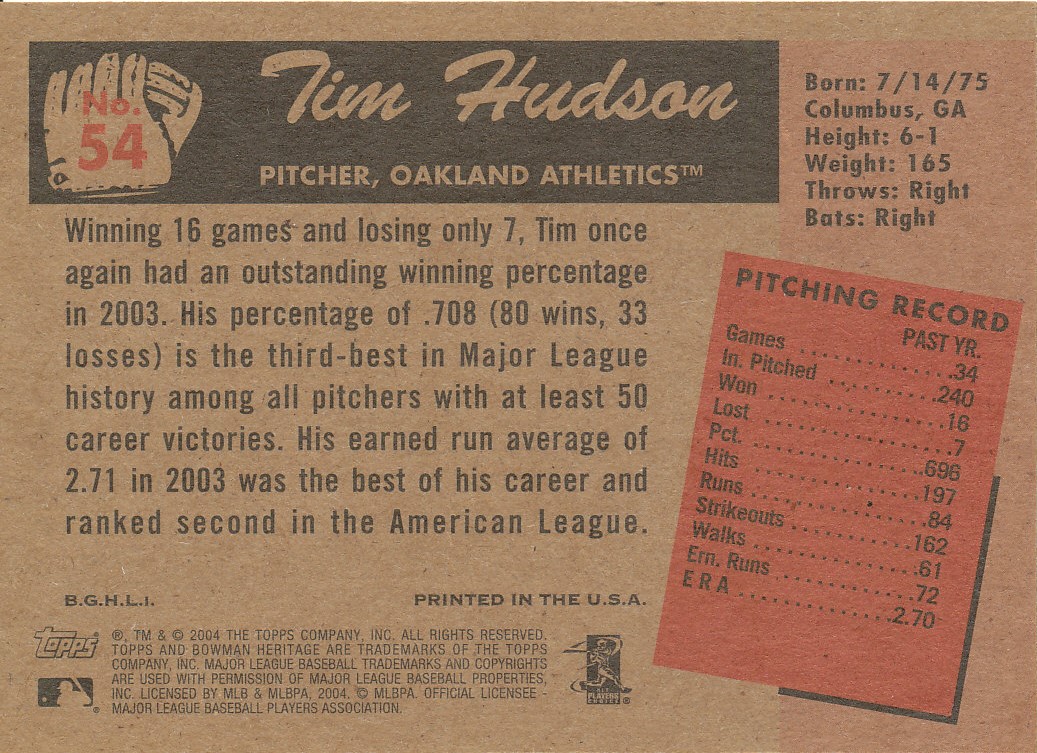 No.
54
Tim Hudson
PITCHER, OAKLAND ATHLETICS™
Born: 7/14/75
Columbus, GA
Height: 6-1
Weight: 165
Throws: Right
Bats: Right
Winning 16 games and losing only 7, Tim once
again had an outstanding winning percentage
in 2003. His percentage of .708 (80 wins, 33
losses) is the third-best in Major League
history among all pitchers with at least 50
career victories. His earned run average of
2.71 in 2003 was the best of his career and
ranked second in the American League.
PITCHING RECORD
PAST YR.
Games ............34
In. Pitched .........240
Won ............16
Lost ............7
Pct. ............696
Hits ............197
Runs ............84
Strikeouts ............162
Walks ............61
Ern. Runs ............72
ERA ............2.70
B.G.H.L.I.
PRINTED IN THE U.S.A.
Topps
®, TM & © 2004 THE TOPPS COMPANY, INC. ALL RIGHTS RESERVED.
TOPPS AND BOWMAN HERITAGE ARE TRADEMARKS OF THE TOPPS
COMPANY, INC. MAJOR LEAGUE BASEBALL TRADEMARKS AND COPYRIGHTS
ARE USED WITH PERMISSION OF MAJOR LEAGUE BASEBALL PROPERTIES,
INC. LICENSED BY MLB & MLBPA, 2004. © MLBPA. OFFICIAL LICENSEE -
MAJOR LEAGUE BASEBALL PLAYERS ASSOCIATION.
PLAYERS